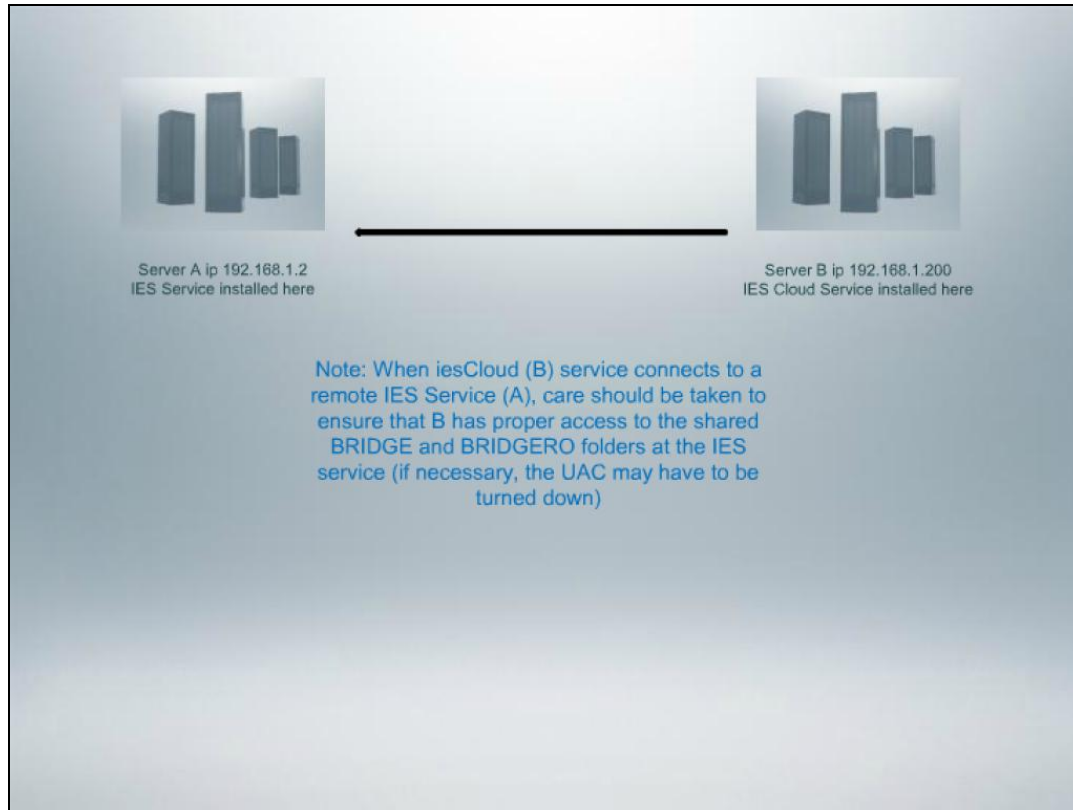 Server A ip 192.168.1.2
IES Service installed here
Server B ip 192.168.1.200
IES Cloud Service installed here
Note: When iesCloud (B) service connects to a
remote IES Service (A), care should be taken to
ensure that B has proper access to the shared
BRIDGE and BRIDGERO folders at the IES
service (if necessary, the UAC may have to be
turned down)